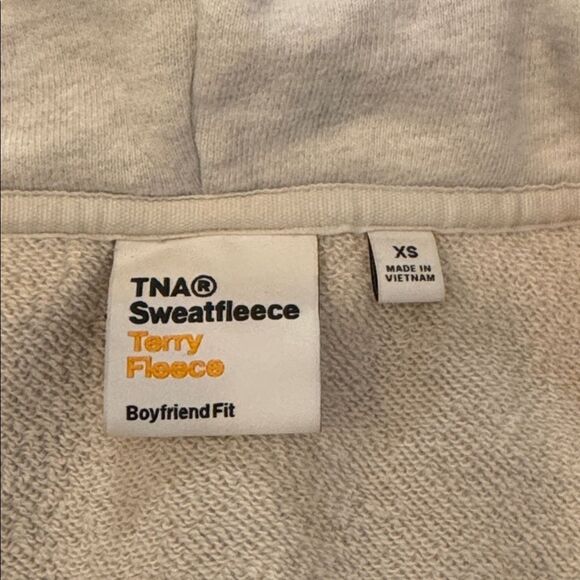 TNA®
Sweatfleece
Terry
Fleece
Boyfriend Fit
XS
MADE IN
VIETNAM